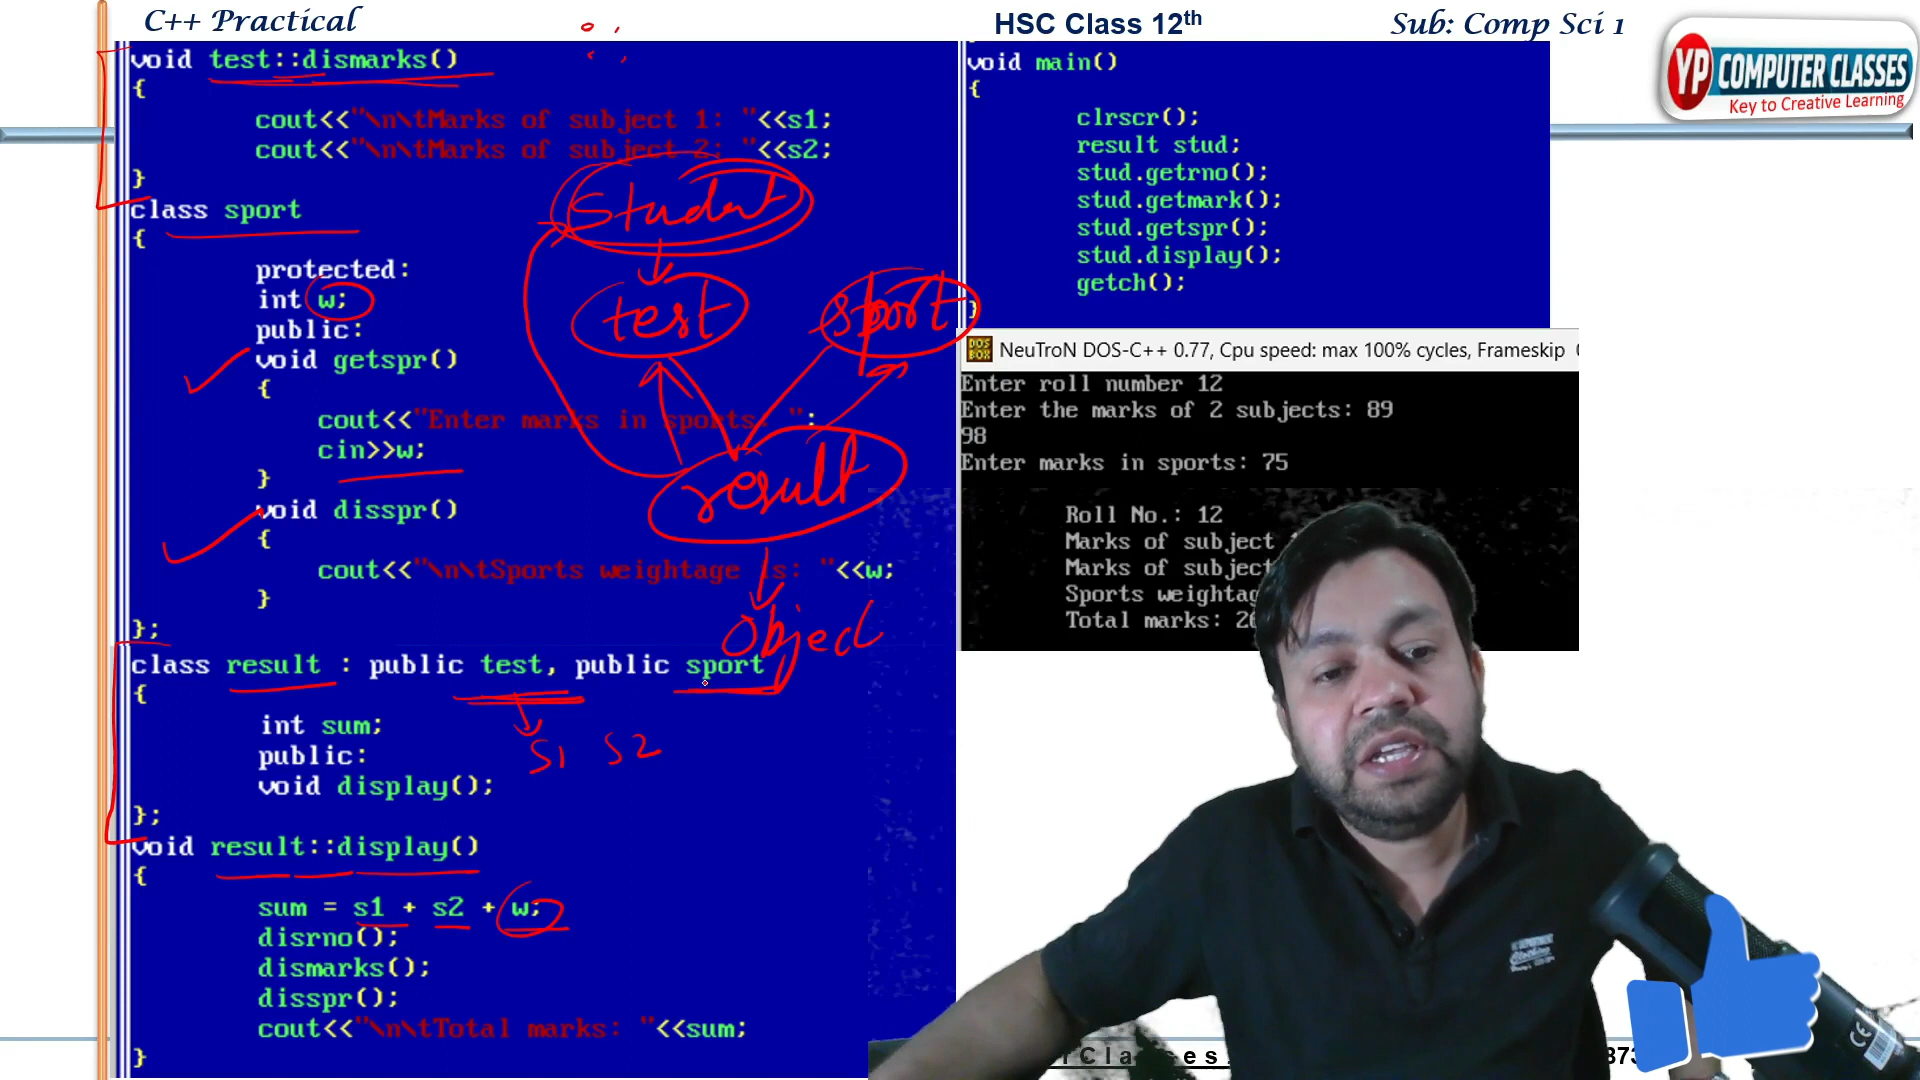 C++ Practical
HSC Class 12th
Sub: Comp Sci 1
YP COMPUTER CLASSES
Key to Creative Learning
void test::dismarks()
{
cout<<"\n\tMarks of subject 1: "<<s1;
cout<<"\n\tMarks of subject 2: "<<s2;
}
class sport
{
protected:
int w;
public:
void getspr()
{
cout<<"Enter marks in sports: ";
cin>>w;
}
void disspr()
{
cout<<"\n\tSports weightage is: "<<w;
}
};
class result : public test, public sport
{
int sum;
public:
void display();
};
void result::display()
{
sum = s1 + s2 + w;
disrno();
dismarks();
disspr();
cout<<"\n\tTotal marks: "<<sum;
}
Student
test
sport
result
Object
S1 S2
void main()
{
clrscr();
result stud;
stud.getrno();
stud.getmark();
stud.getspr();
stud.display();
getch();
}
DOS BOX
NeuTroN DOS-C++ 0.77, Cpu speed: max 100% cycles, Frameskip
Enter roll number 12
Enter the marks of 2 subjects: 89
98
Enter marks in sports: 75
Roll No.: 12
Marks of subject
Marks of subject
Sports weightag
Total marks: 2
r C l a s s e s .
873
CE